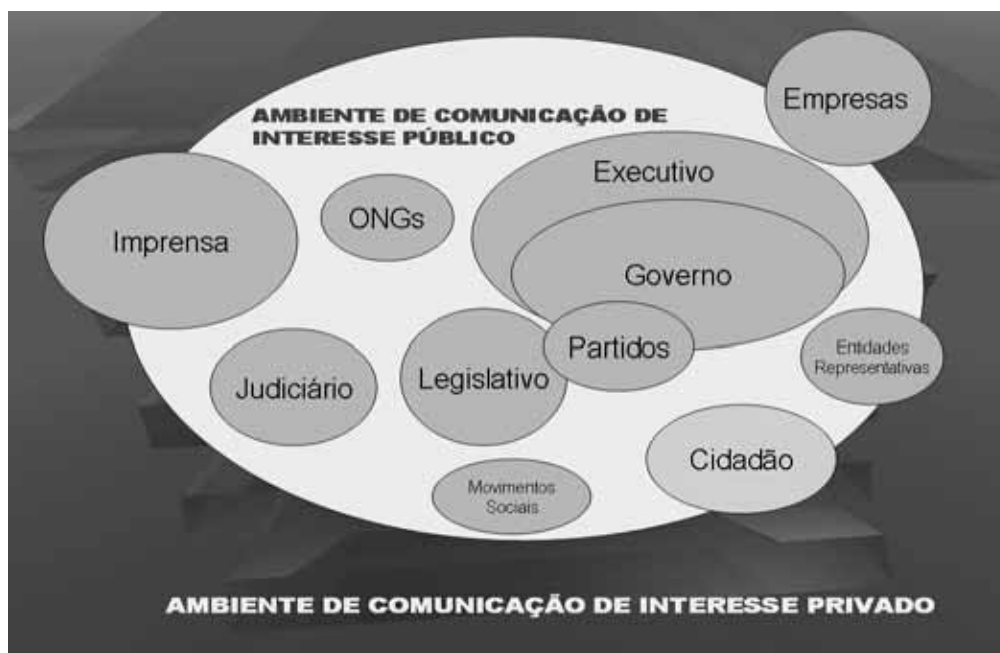 Empresas
AMBIENTE DE COMUNICAÇÃO DE
INTERESSE PÚBLICO
Executivo
ONGs
Imprensa
Governo
Partidos
Entidades
Representativas
Judiciário
Legislativo
Cidadão
Movimentos
Sociais
AMBIENTE DE COMUNICAÇÃO DE INTERESSE PRIVADO